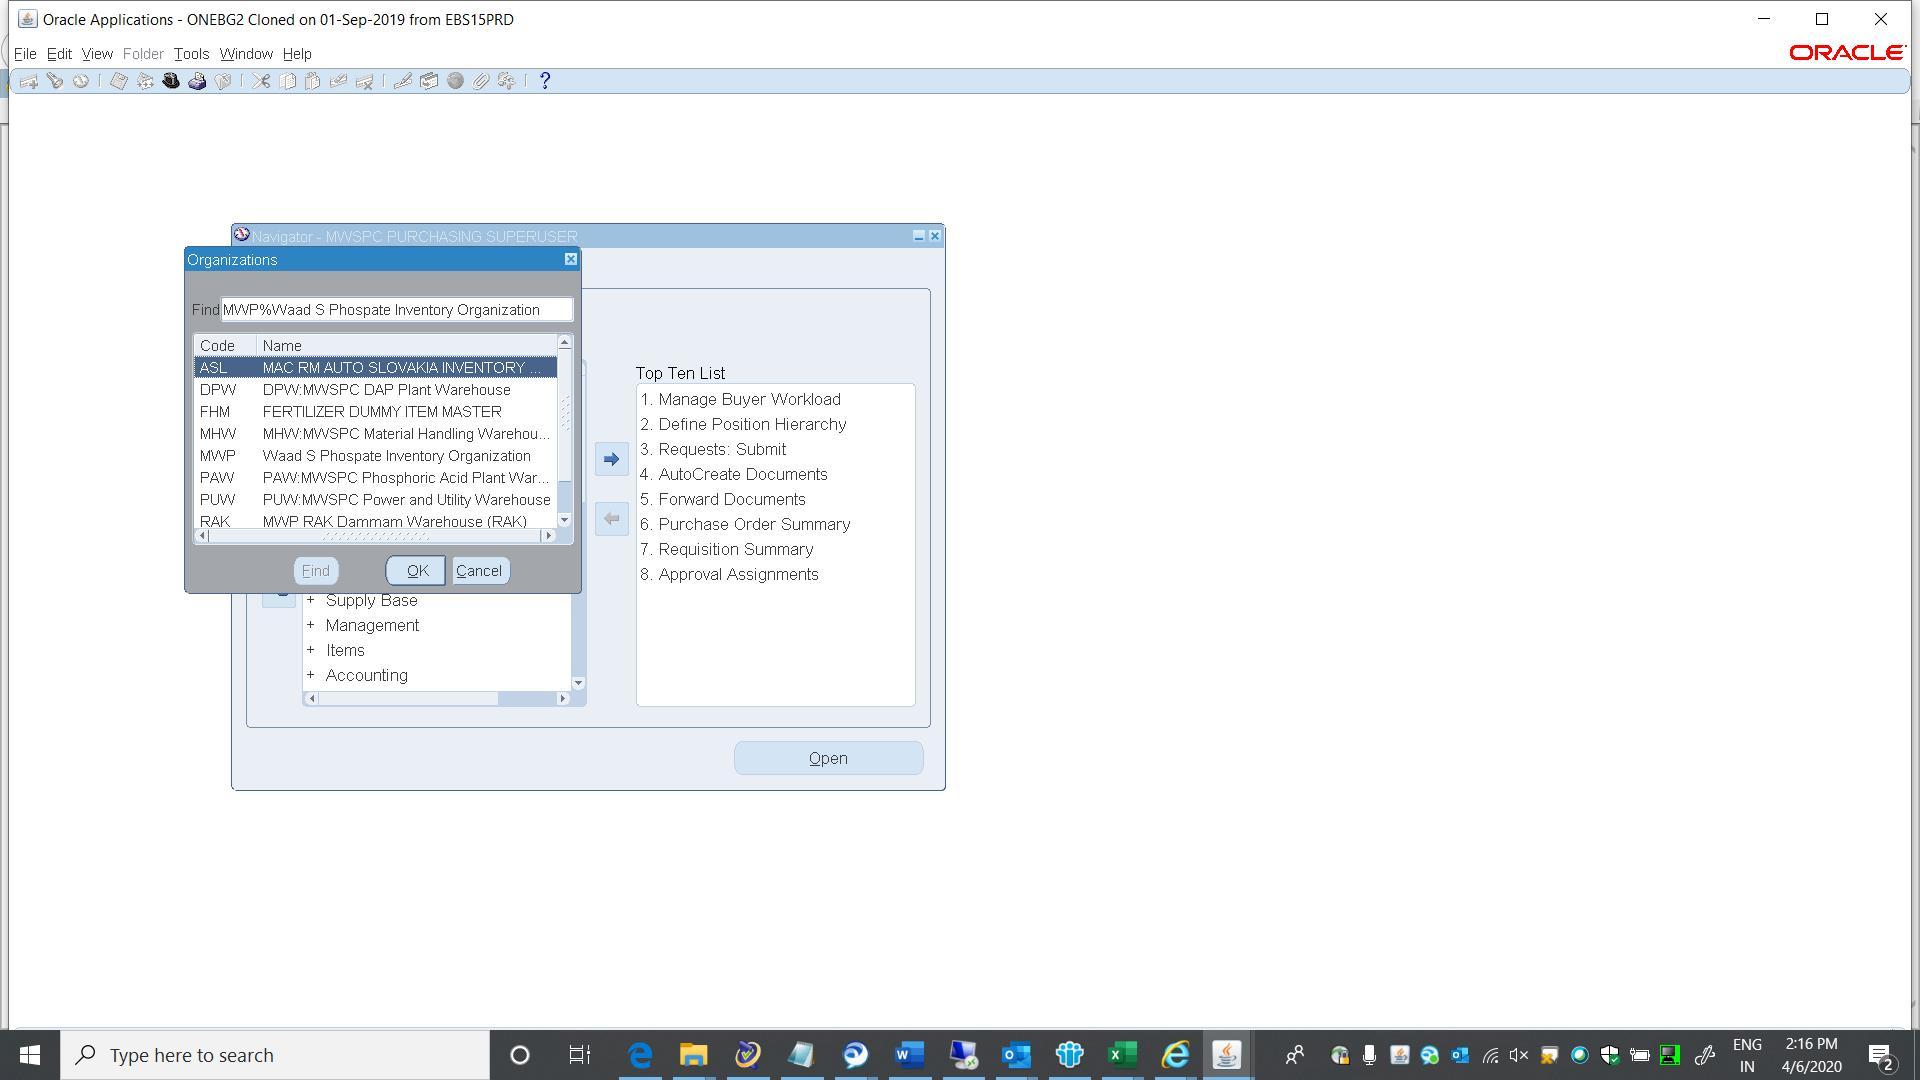 Oracle Applications - ONEBG2 Cloned on 01-Sep-2019 from EBS15PRD
File Edit View Folder Tools Window Help
ORACLE
?
Navigator - MWSPC PURCHASING SUPERUSER
Organizations
Find MWP%Waad S Phospate Inventory Organization
Code Name
ASL MAC RM AUTO SLOVAKIA INVENTORY ...
DPW DPW:MWSPC DAP Plant Warehouse
FHM FERTILIZER DUMMY ITEM MASTER
MHW MHW:MWSPC Material Handling Warehou...
MWP Waad S Phospate Inventory Organization
PAW PAW:MWSPC Phosphoric Acid Plant War...
PUW PUW:MWSPC Power and Utility Warehouse
RAK MWP RAK Dammam Warehouse (RAK)
Find OK Cancel
+ Supply Base
+ Management
+ Items
+ Accounting
Top Ten List
1. Manage Buyer Workload
2. Define Position Hierarchy
3. Requests: Submit
4. AutoCreate Documents
5. Forward Documents
6. Purchase Order Summary
7. Requisition Summary
8. Approval Assignments
Open
Type here to search
ENG
IN
2:16 PM
4/6/2020
2